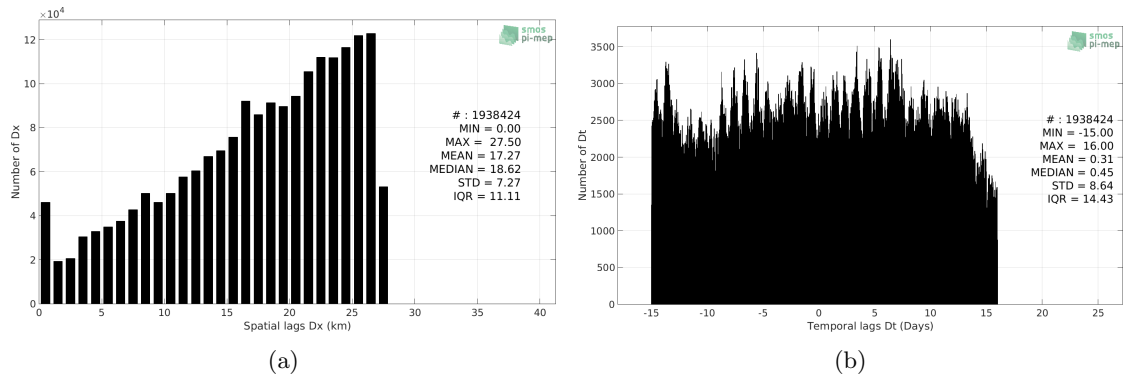 ×10⁴
12
10
8
6
4
2
0
Number of Dx
0 5 10 15 20 25 30 35 40
Spatial lags Dx (km)
smos
pi-mep
# : 1938424
MIN = 0.00
MAX = 27.50
MEAN = 17.27
MEDIAN = 18.62
STD = 7.27
IQR = 11.11
(a)
3500
3000
2500
2000
1500
1000
500
0
Number of Dt
-15 -10 -5 0 5 10 15 20 25
Temporal lags Dt (Days)
smos
pi-mep
# : 1938424
MIN = -15.00
MAX = 16.00
MEAN = 0.31
MEDIAN = 0.45
STD = 8.64
IQR = 14.43
(b)